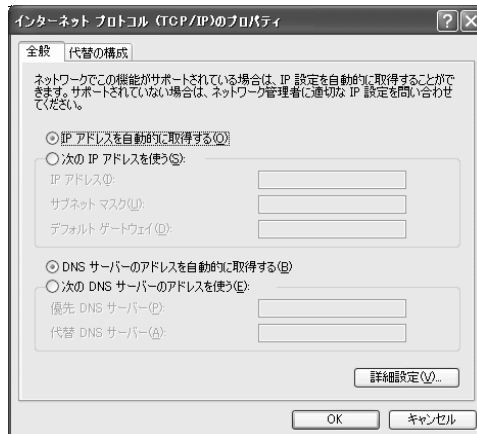 インターネット プロトコル (TCP/IP)のプロパティ
全般
代替の構成
ネットワークでこの機能がサポートされている場合は、IP 設定を自動的に取得することがで
きます。サポートされていない場合は、ネットワーク管理者に適切な IP 設定を問い合わせ
てください。
IP アドレスを自動的に取得する(O)
次の IP アドレスを使う(S):
IP アドレス(I):
サブネット マスク(U):
デフォルト ゲートウェイ(D):
DNS サーバーのアドレスを自動的に取得する(B)
次の DNS サーバーのアドレスを使う(E):
優先 DNS サーバー(P):
代替 DNS サーバー(A):
詳細設定(V)...
OK
キャンセル